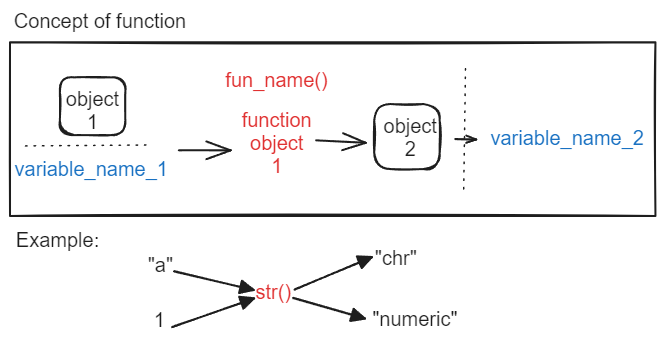 Concept of function
fun_name()
object
1
function
object
1
object
2
variable_name_1
variable_name_2
Example:
"a"
"chr"
str()
1
"numeric"